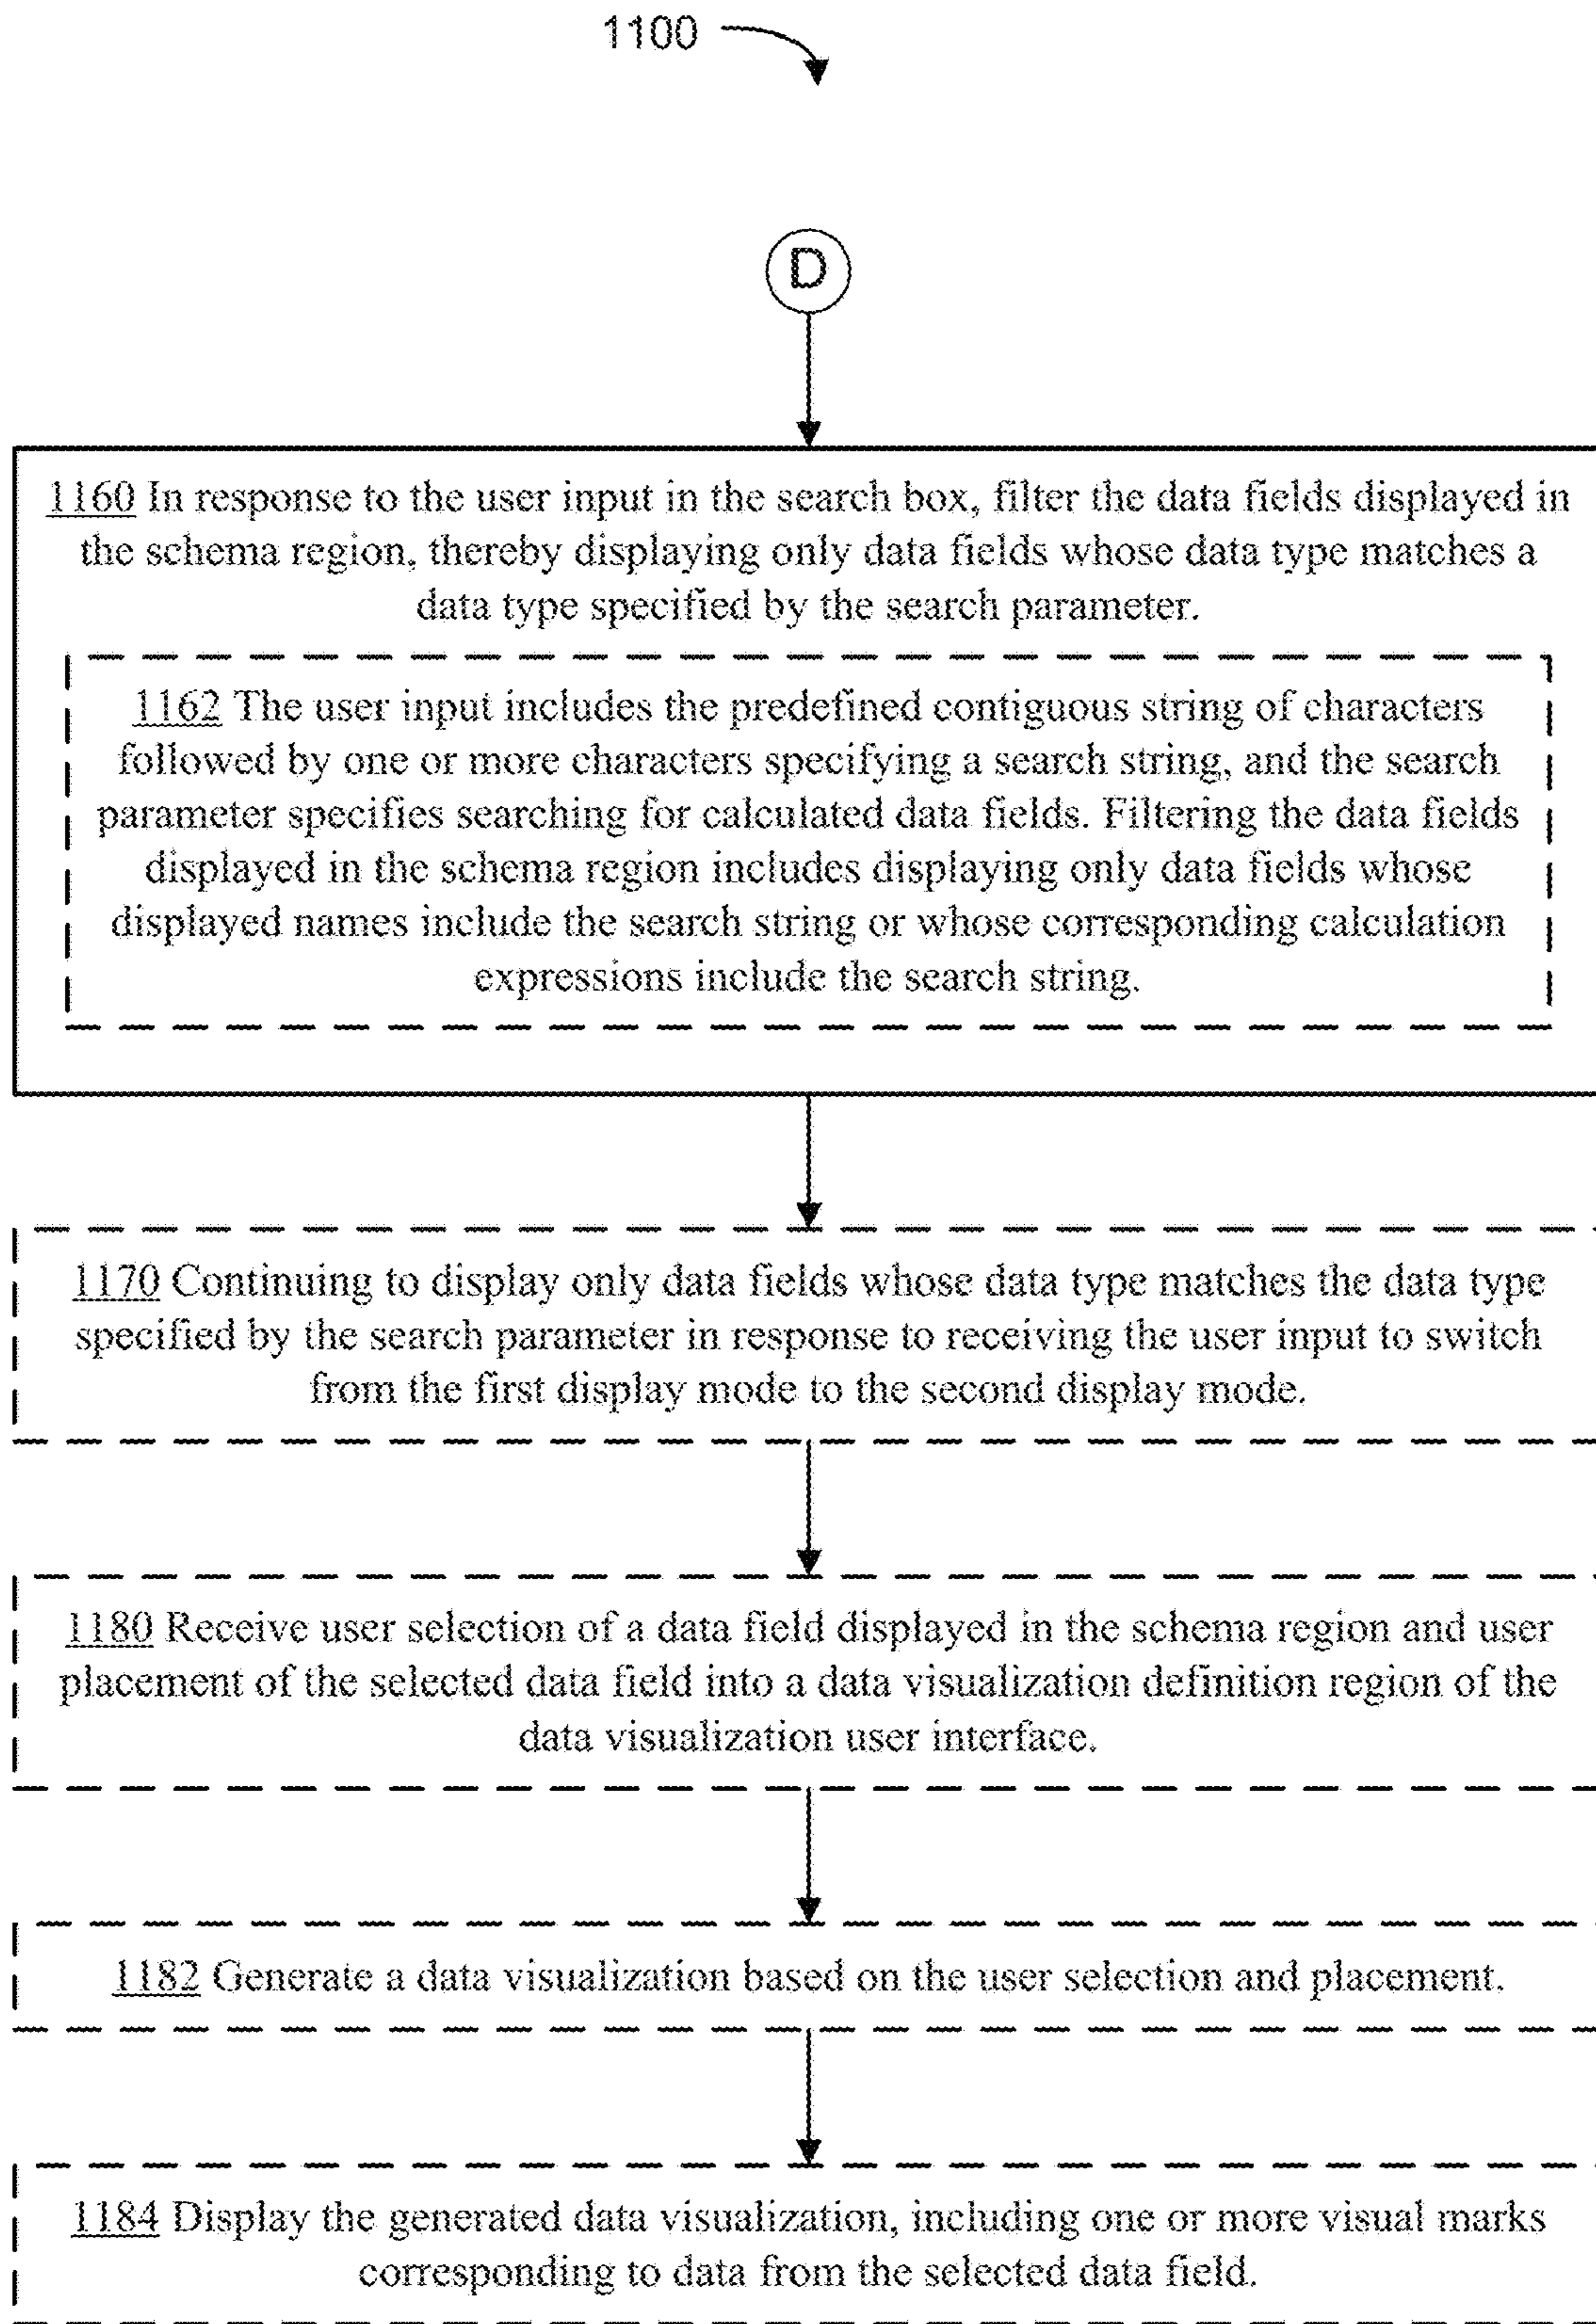 1100
D
1160 In response to the user input in the search box, filter the data fields displayed in
the schema region, thereby displaying only data fields whose data type matches a
data type specified by the search parameter.
1162 The user input includes the predefined contiguous string of characters
followed by one or more characters specifying a search string, and the search
parameter specifies searching for calculated data fields. Filtering the data fields
displayed in the schema region includes displaying only data fields whose
displayed names include the search string or whose corresponding calculation
expressions include the search string.
1170 Continuing to display only data fields whose data type matches the data type
specified by the search parameter in response to receiving the user input to switch
from the first display mode to the second display mode.
1180 Receive user selection of a data field displayed in the schema region and user
placement of the selected data field into a data visualization definition region of the
data visualization user interface.
1182 Generate a data visualization based on the user selection and placement.
1184 Display the generated data visualization, including one or more visual marks
corresponding to data from the selected data field.